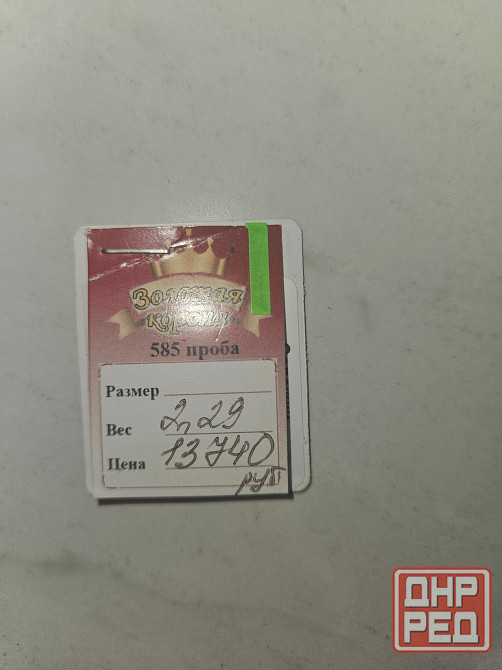 Золотая
корона
585 проба
Размер
Вес 2,29
Цена 13740
руб
ДНР
РЕД